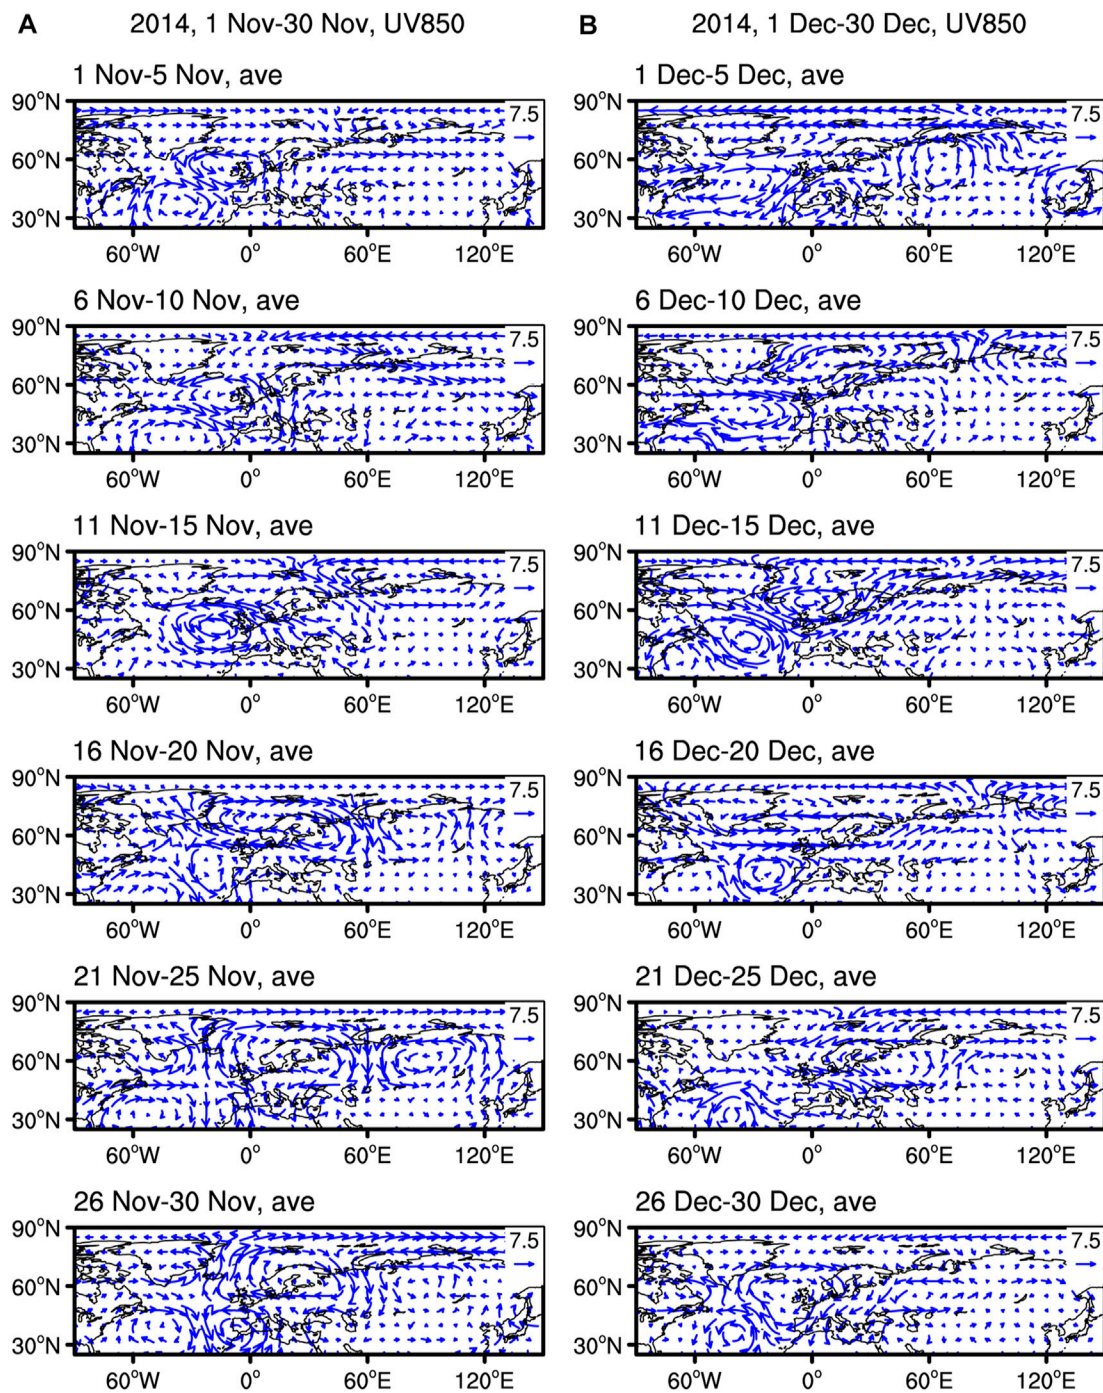 A 2014, 1 Nov-30 Nov, UV850
1 Nov-5 Nov, ave
90°N
60°N
30°N
7.5
60°W 0° 60°E 120°E
6 Nov-10 Nov, ave
90°N
60°N
30°N
7.5
60°W 0° 60°E 120°E
11 Nov-15 Nov, ave
90°N
60°N
30°N
7.5
60°W 0° 60°E 120°E
16 Nov-20 Nov, ave
90°N
60°N
30°N
7.5
60°W 0° 60°E 120°E
21 Nov-25 Nov, ave
90°N
60°N
30°N
7.5
60°W 0° 60°E 120°E
26 Nov-30 Nov, ave
90°N
60°N
30°N
7.5
60°W 0° 60°E 120°E
B 2014, 1 Dec-30 Dec, UV850
1 Dec-5 Dec, ave
90°N
60°N
30°N
7.5
60°W 0° 60°E 120°E
6 Dec-10 Dec, ave
90°N
60°N
30°N
7.5
60°W 0° 60°E 120°E
11 Dec-15 Dec, ave
90°N
60°N
30°N
7.5
60°W 0° 60°E 120°E
16 Dec-20 Dec, ave
90°N
60°N
30°N
7.5
60°W 0° 60°E 120°E
21 Dec-25 Dec, ave
90°N
60°N
30°N
7.5
60°W 0° 60°E 120°E
26 Dec-30 Dec, ave
90°N
60°N
30°N
7.5
60°W 0° 60°E 120°E